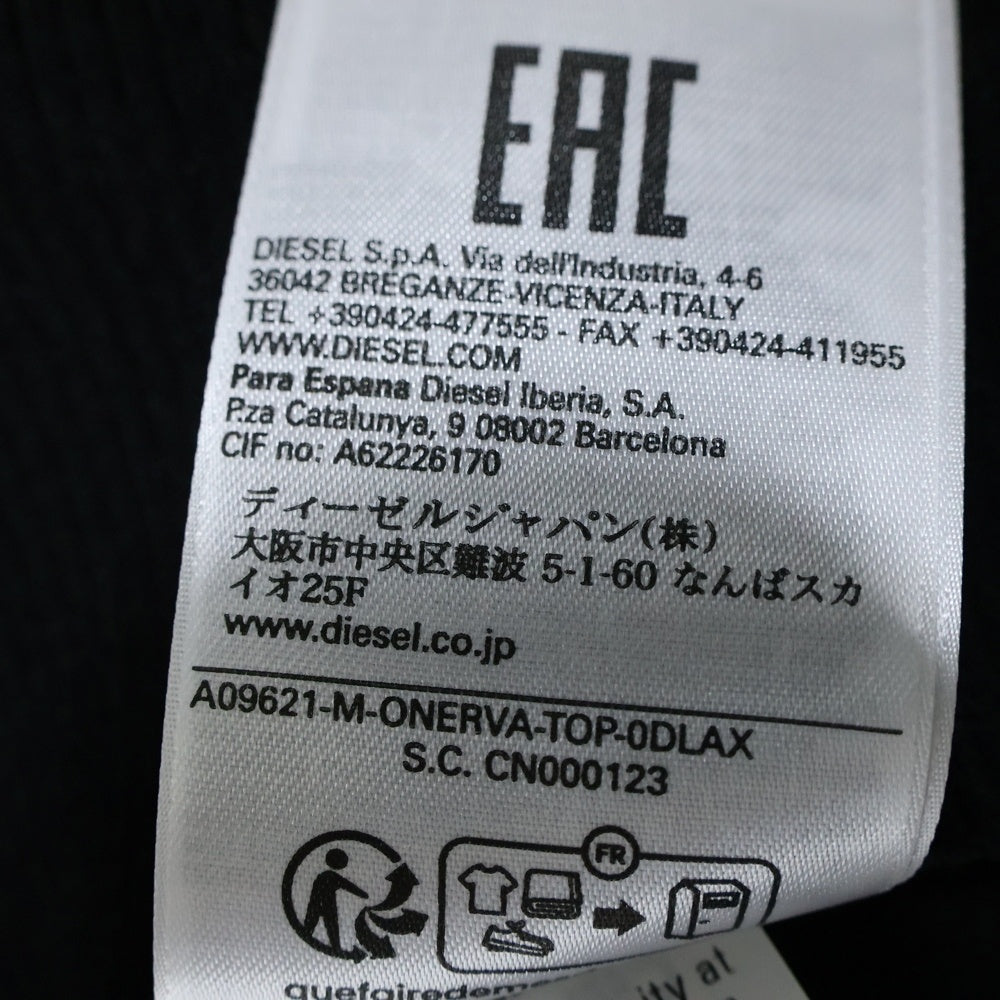 EAC
DIESEL S.p.A. Via dell'Industria, 4-6
36042 BREGANZE-VICENZA-ITALY
TEL +390424-477555 - FAX +390424-411955
WWW.DIESEL.COM
Para Espana Diesel Iberia, S.A.
P.za Catalunya, 9 08002 Barcelona
CIF no: A62226170
ディーゼルジャパン(株)
大阪市中央区難波 5-1-60 なんばスカ
イオ25F
www.diesel.co.jp
A09621-M-ONERVA-TOP-0DLAX
S.C. CN000123
FR
at